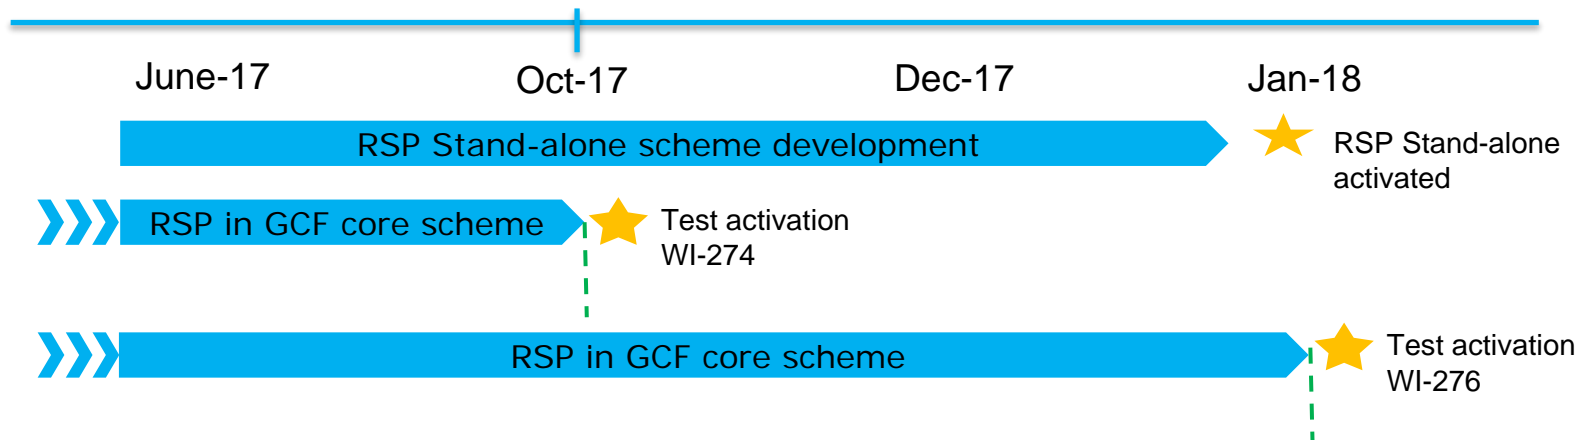 June-17
Oct-17
Dec-17
Jan-18
RSP Stand-alone scheme development
RSP Stand-alone
activated
RSP in GCF core scheme
Test activation
WI-274
RSP in GCF core scheme
Test activation
WI-276